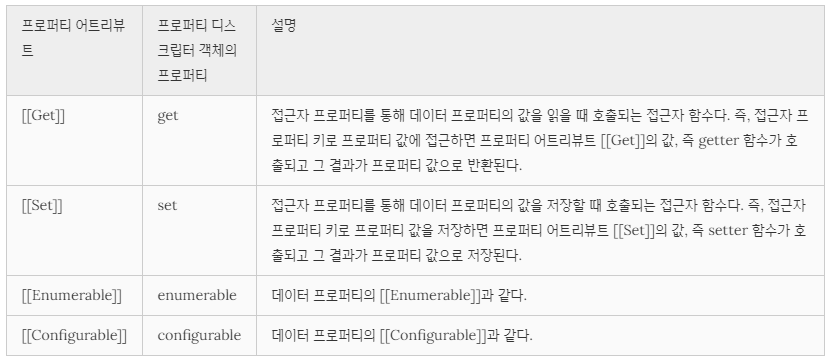 프로퍼티 어트리뷰
트
프로퍼티 디스
크립터 객체의
프로퍼티
설명
[[Get]]
get
접근자 프로퍼티를 통해 데이터 프로퍼티의 값을 읽을 때 호출되는 접근자 함수다. 즉, 접근자 프
로퍼티 키로 프로퍼티 값에 접근하면 프로퍼티 어트리뷰트 [[Get]]의 값, 즉 getter 함수가 호
출되고 그 결과가 프로퍼티 값으로 반환된다.
[[Set]]
set
접근자 프로퍼티를 통해 데이터 프로퍼티의 값을 저장할 때 호출되는 접근자 함수다. 즉, 접근자
프로퍼티 키로 프로퍼티 값을 저장하면 프로퍼티 어트리뷰트 [[Set]]의 값, 즉 setter 함수가 호
출되고 그 결과가 프로퍼티 값으로 저장된다.
[[Enumerable]]
enumerable
데이터 프로퍼티의 [[Enumerable]]과 같다.
[[Configurable]]
configurable
데이터 프로퍼티의 [[Configurable]]과 같다.